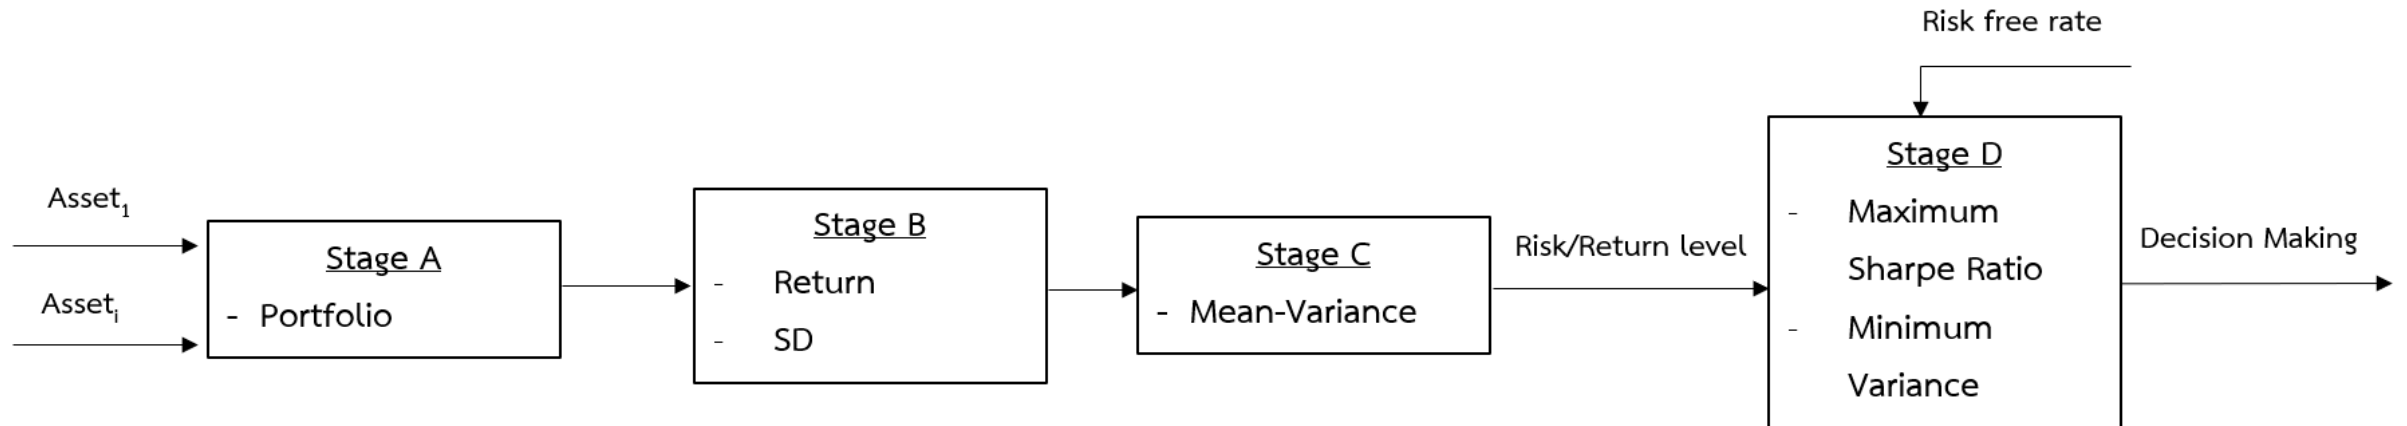 Risk free rate
Asset1
Asseti
Stage A
- Portfolio
Stage B
- Return
- SD
Stage C
- Mean-Variance
Risk/Return level
Stage D
- Maximum
Sharpe Ratio
- Minimum
Variance
Decision Making